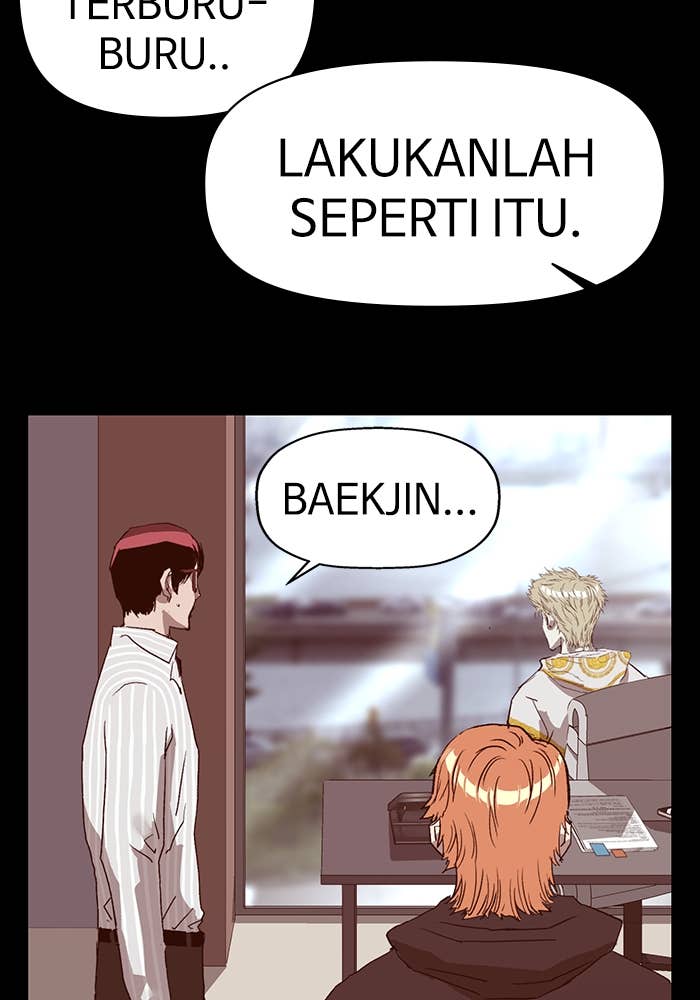 TERBURU-
BURU..
LAKUKANLAH
SEPERTI ITU.
BAEKJIN...